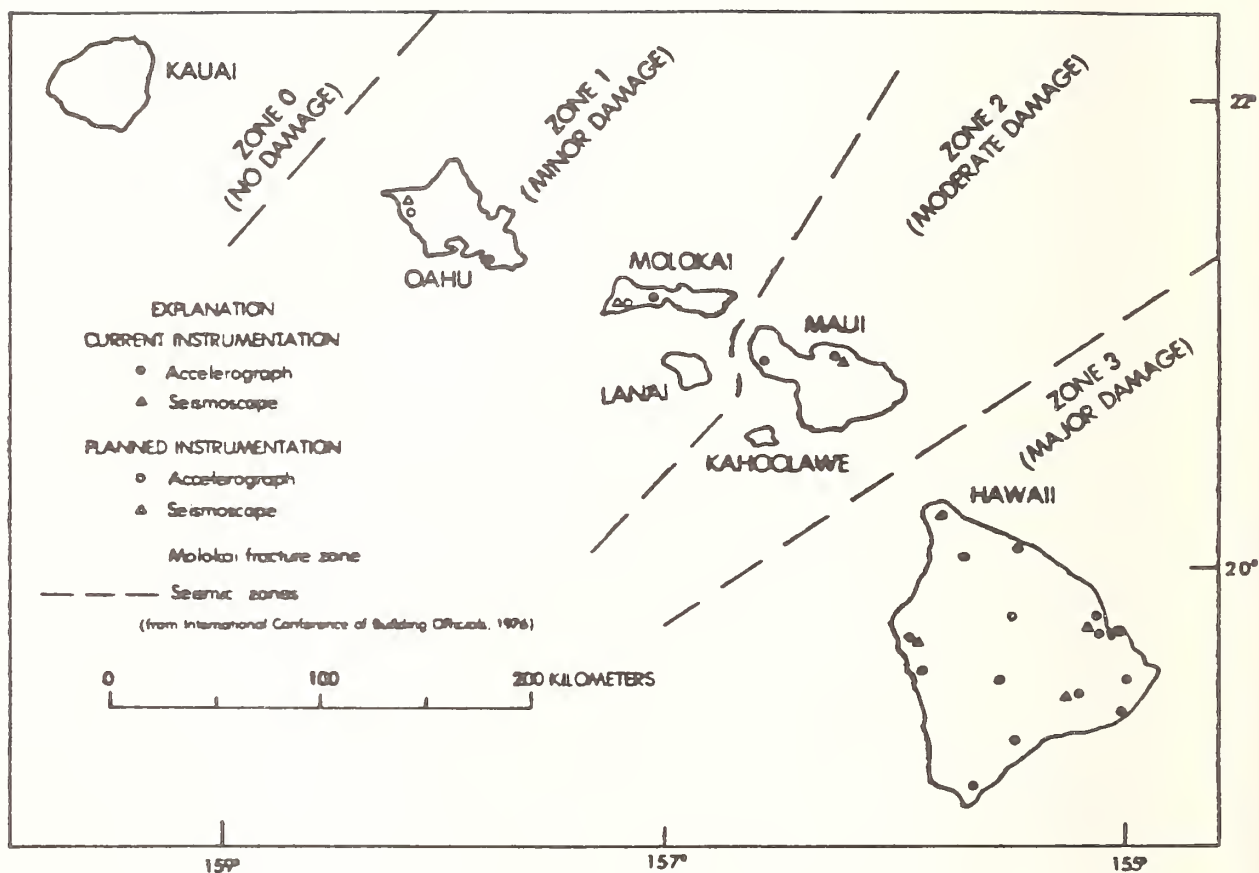 KAUAI
ZONE 0
(NO DAMAGE)
ZONE 1
(MINOR DAMAGE)
ZONE 2
(MODERATE DAMAGE)
22°
OAHU
MOLOKAI
MAUI
LANAI
KAHOOLAWE
ZONE 3
(MAJOR DAMAGE)
HAWAII
20°
EXPLANATION
CURRENT INSTRUMENTATION
Accelerograph
Seismoscope
PLANNED INSTRUMENTATION
Accelerograph
Seismoscope
Molokai fracture zone
Seismic zones
(from International Conference of Building Officials, 1976)
0 100 200 KILOMETERS
159° 157° 155°